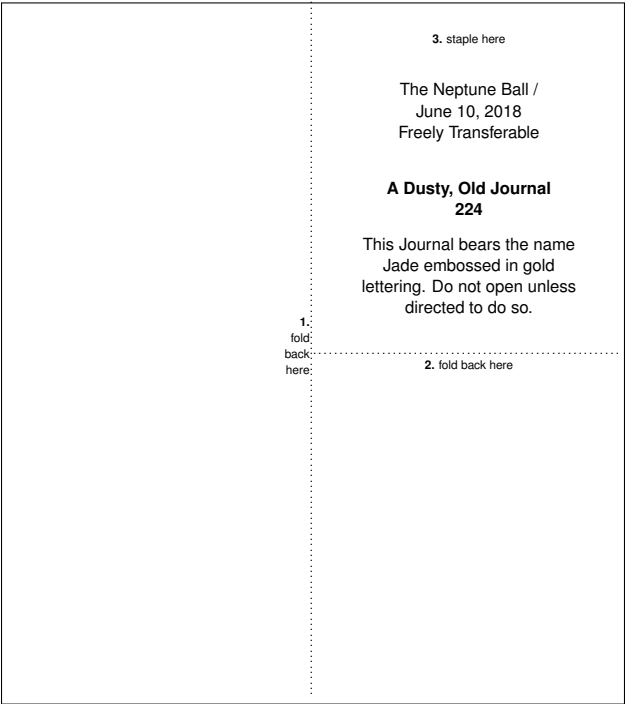 3. staple here
The Neptune Ball /
June 10, 2018
Freely Transferable
A Dusty, Old Journal
224
This Journal bears the name
Jade embossed in gold
lettering. Do not open unless
directed to do so.
1.
fold
back
here
2. fold back here